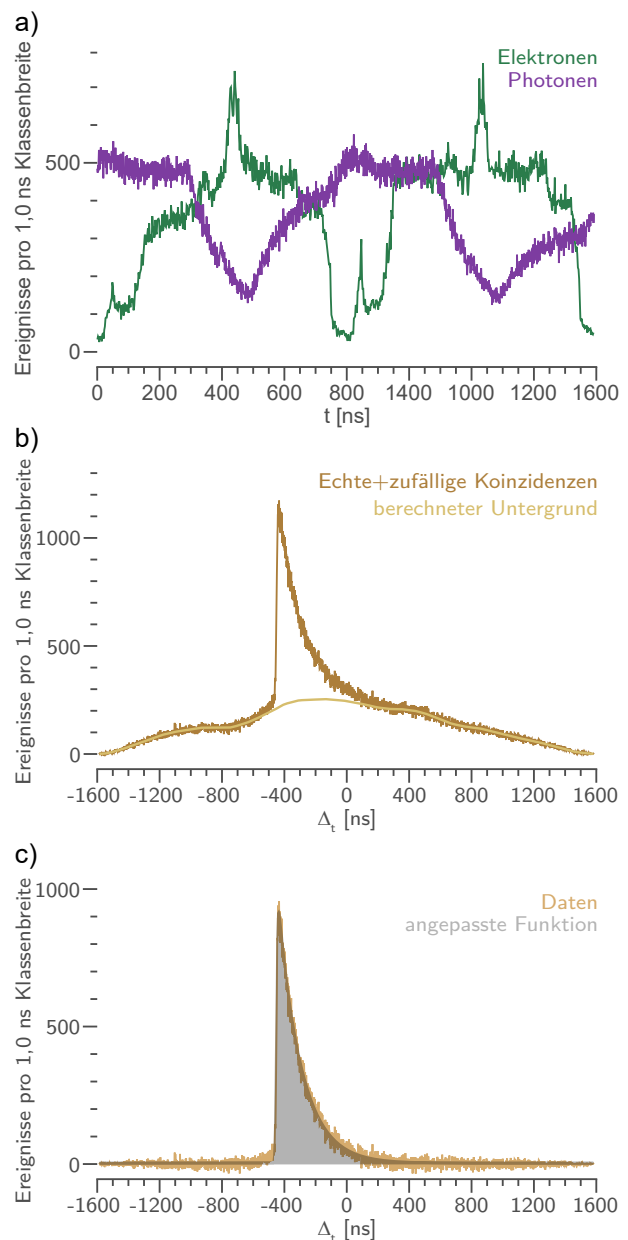 a)
Elektronen
Photonen
Ereignisse pro 1,0 ns Klassenbreite
500
0
0 200 400 600 800 1400 1200 1400 1600
t [ns]
b)
Echte+zufällige Koinzidenzen
berechneter Untergrund
Ereignisse pro 1,0 ns Klassenbreite
1000
500
0
-1600 -1200 -800 -400 0 400 800 1200 1600
Δt [ns]
c)
Daten
angepasste Funktion
Ereignisse pro 1,0 ns Klassenbreite
1000
500
0
-1600 -1200 -800 -400 0 400 800 1200 1600
Δt [ns]